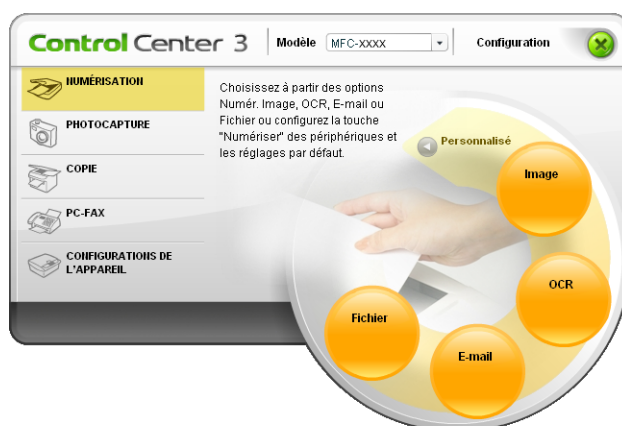 Control Center 3
Modèle
MFC-XXXX
Configuration
NUMÉRISATION
PHOTOCAPTURE
COPIE
PC-FAX
CONFIGURATIONS DE
L'APPAREIL
Choisissez à partir des options
Numér. Image, OCR, E-mail ou
Fichier ou configurez la touche
"Numériser" des périphériques et
les réglages par défaut.
Personnalisé
Image
OCR
E-mail
Fichier